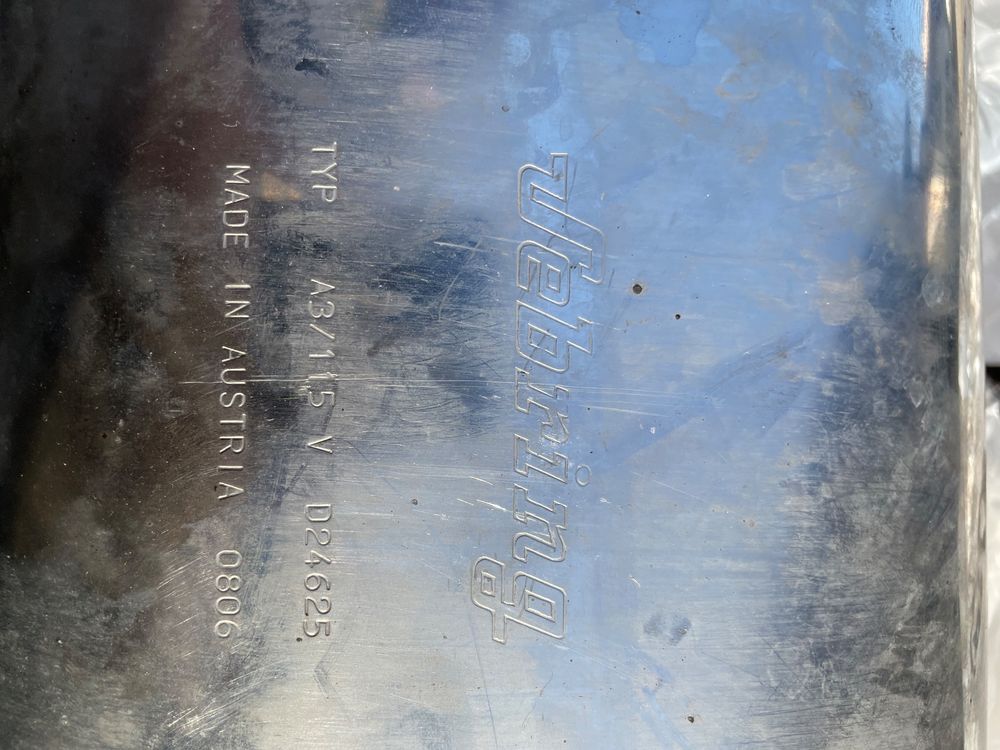 Sebring
TYP A3/115 V D24625
MADE IN AUSTRIA 0806